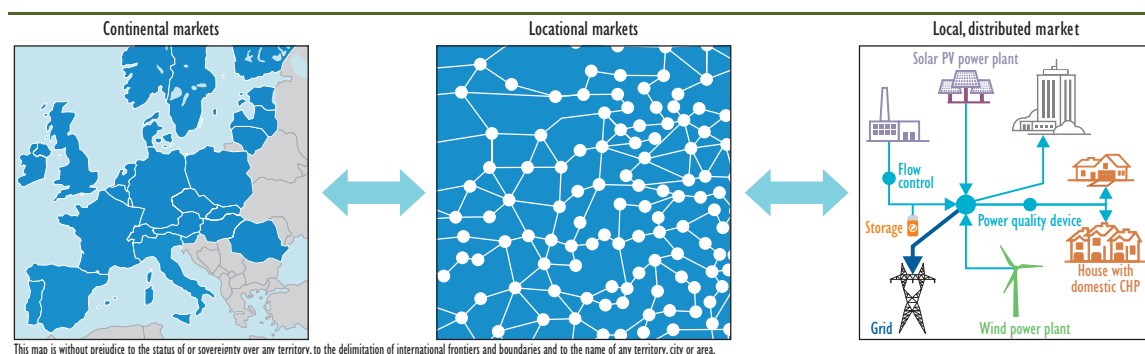 Continental markets
Locational markets
Local, distributed market
Solar PV power plant
Flow
control
Storage
Power quality device
House with
domestic CHP
Grid
Wind power plant
This map is without prejudice to the status of or sovereignty over any territory, to the delimitation of international frontiers and boundaries and to the name of any territory, city or area.